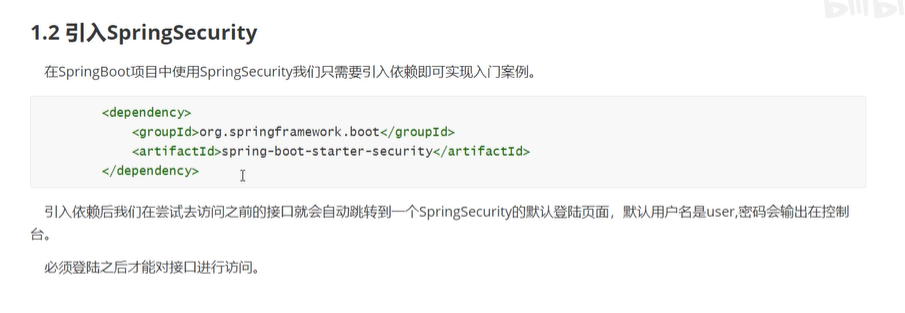 1.2 引入SpringSecurity
在SpringBoot项目中使用SpringSecurity我们只需要引入依赖即可实现入门案例。
<dependency>
<groupId>org.springframework.boot</groupId>
<artifactId>spring-boot-starter-security</artifactId>
</dependency>
引入依赖后我们在尝试去访问之前的接口就会自动跳转到一个SpringSecurity的默认登陆页面，默认用户名是user,密码会输出在控制
台。
必须登陆之后才能对接口进行访问。